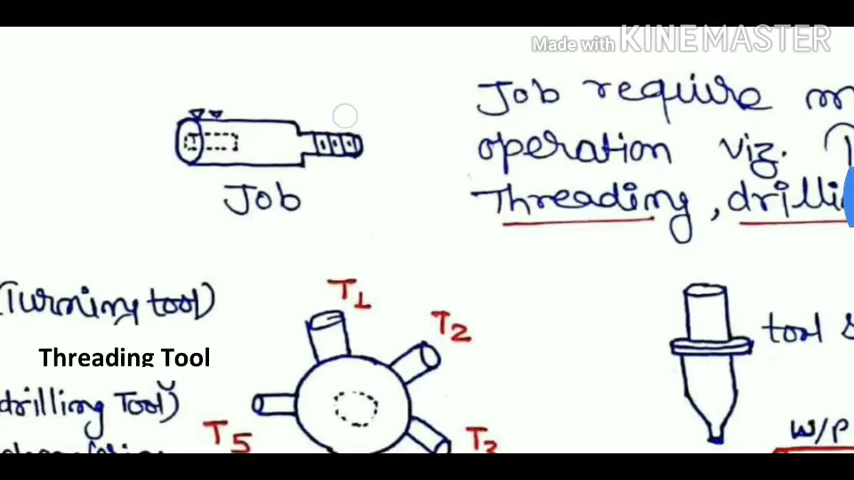 Made with KINEMASTER
Job require
operation viz.
Threading, drilli
Job
(Turning tool)
T1
T2
tool
Threading Tool
drilling Tool)
T5
T3
W/P